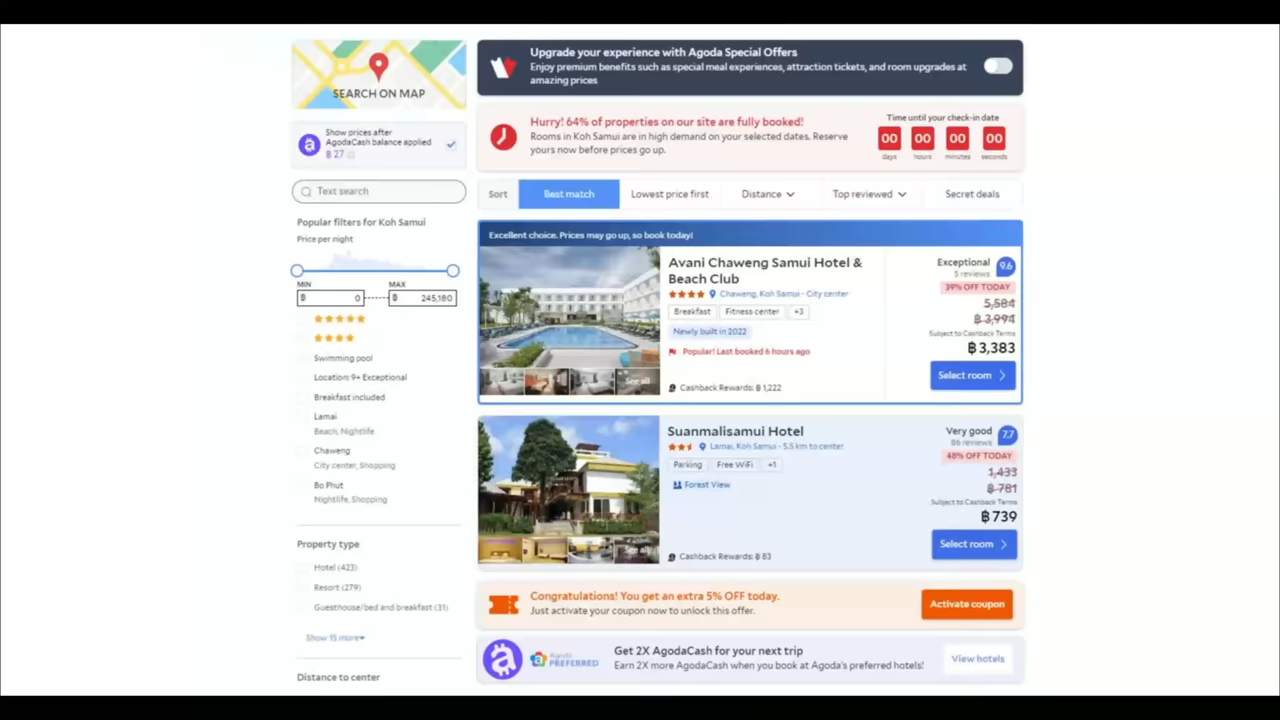 SEARCH ON MAP
Show prices after
AgodaCash balance applied
฿ 27
Text search
Popular filters for Koh Samui
Price per night
MIN
MAX
฿ 0
฿ 245,180
Swimming pool
Location: 9+ Exceptional
Breakfast included
Lamai
Beach, Nightlife
Chaweng
City center, Shopping
Bo Phut
Nightlife, Shopping
Property type
Hotel (423)
Resort (279)
Guesthouse/bed and breakfast (31)
Show 15 more
Distance to center
Upgrade your experience with Agoda Special Offers
Enjoy premium benefits such as special meal experiences, attraction tickets, and room upgrades at
amazing prices
Hurry! 64% of properties on our site are fully booked!
Rooms in Koh Samui are in high demand on your selected dates. Reserve
yours now before prices go up.
Time until your check-in date
00 00 00 00
days hours minutes seconds
Sort Best match Lowest price first Distance Top reviewed Secret deals
Excellent choice. Prices may go up, so book today!
Avani Chaweng Samui Hotel &
Beach Club
Chaweng, Koh Samui - City center
Breakfast Fitness center +3
Newly built in 2022
Popular! Last booked 6 hours ago
Cashback Rewards: ฿ 1,222
See all
Exceptional 9.6
5 reviews
39% OFF TODAY
5,584
฿ 3,994
Subject to Cashback Terms
฿ 3,383
Select room
Suanmalisamui Hotel
Lamai, Koh Samui - 5.5 km to center
Parking Free WiFi +1
Forest View
Cashback Rewards: ฿ 83
See all
Very good 7.7
86 reviews
48% OFF TODAY
1,433
฿ 781
Subject to Cashback Terms
฿ 739
Select room
Congratulations! You get an extra 5% OFF today.
Just activate your coupon now to unlock this offer.
Activate coupon
Agoda
PREFERRED
Get 2X AgodaCash for your next trip
Earn 2X more AgodaCash when you book at Agoda's preferred hotels!
View hotels